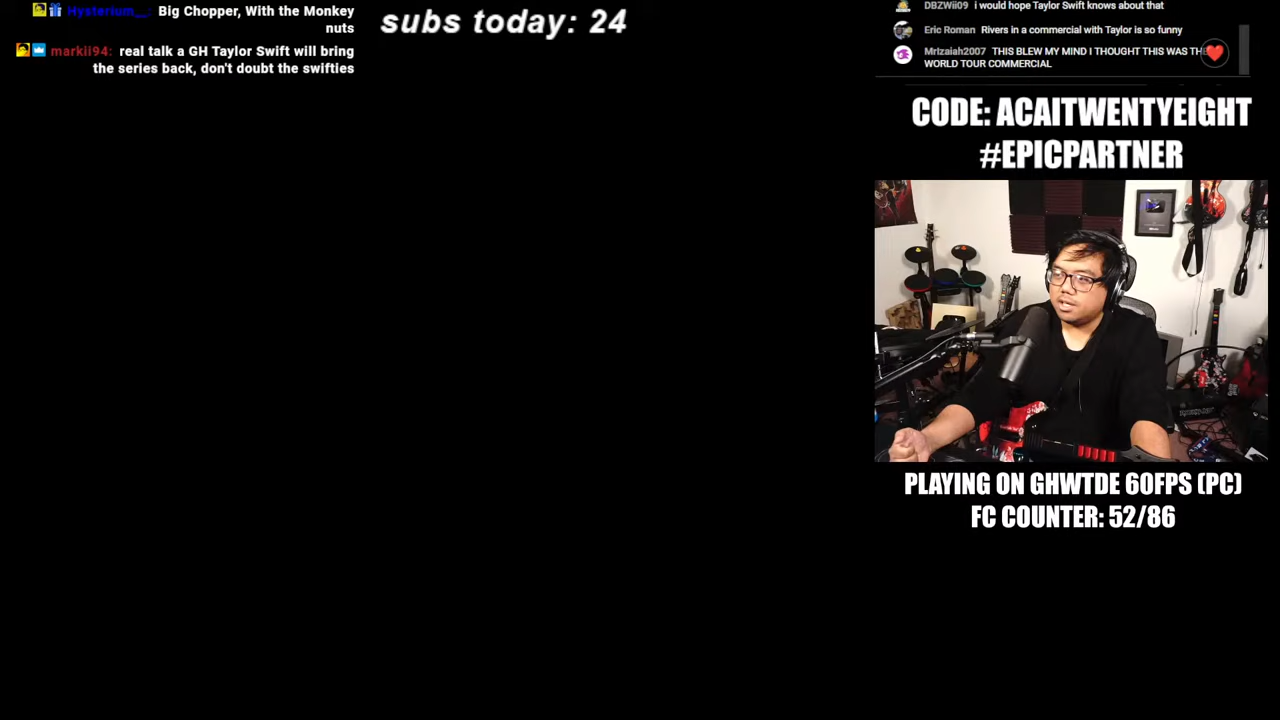 Hysterium__: Big Chopper, With the Monkey
nuts
markii94: real talk a GH Taylor Swift will bring
the series back, don't doubt the swifties
subs today: 24
DBZWii09 i would hope Taylor Swift knows about that
Eric Roman Rivers in a commercial with Taylor is so funny
MrIzaiah2007 THIS BLEW MY MIND I THOUGHT THIS WAS THE
WORLD TOUR COMMERCIAL
CODE: ACAITWENTYEIGHT
#EPICPARTNER
PLAYING ON GHWTDE 60FPS (PC)
FC COUNTER: 52/86